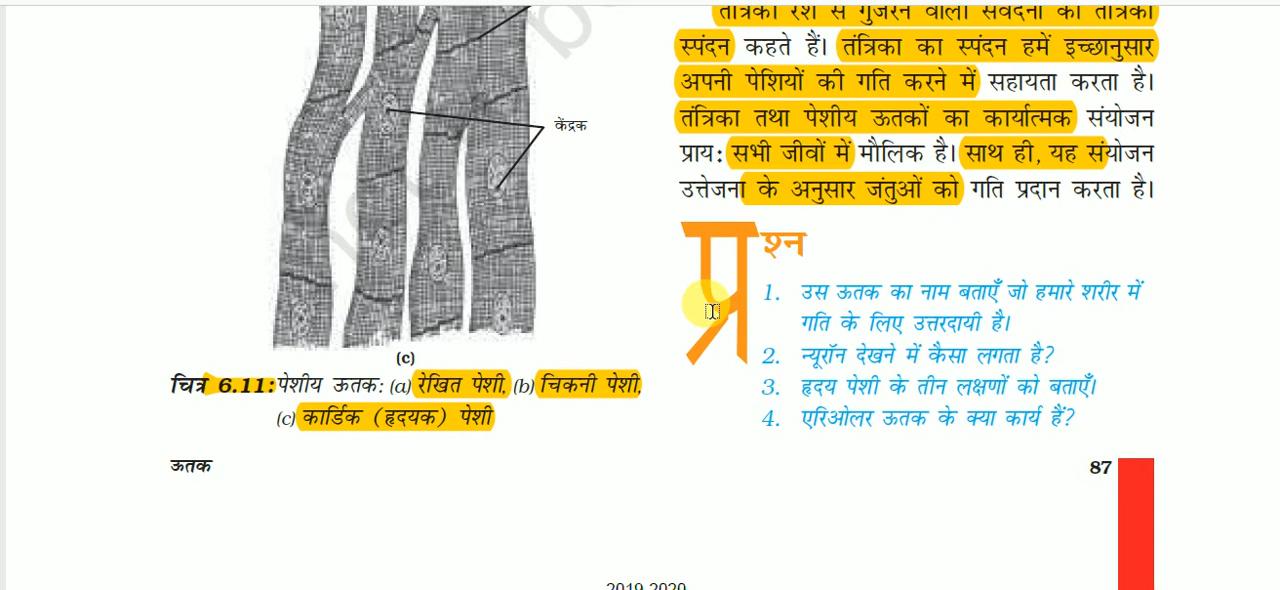 केंद्रक
(c)
चित्र 6.11: पेशीय ऊतक: (a) रेखित पेशी, (b) चिकनी पेशी,
(c) कार्डिक (हृदयक) पेशी
ऊतक
तंत्रिका रेशे से गुजरने वाली संवेदना को तंत्रिका
स्पंदन कहते हैं। तंत्रिका का स्पंदन हमें इच्छानुसार
अपनी पेशियों की गति करने में सहायता करता है।
तंत्रिका तथा पेशीय ऊतकों का कार्यात्मक संयोजन
प्राय: सभी जीवों में मौलिक है। साथ ही, यह संयोजन
उत्तेजना के अनुसार जंतुओं को गति प्रदान करता है।
प्रश्न
1. उस ऊतक का नाम बताएँ जो हमारे शरीर में
गति के लिए उत्तरदायी है।
2. न्यूरॉन देखने में कैसा लगता है?
3. हृदय पेशी के तीन लक्षणों को बताएँ।
4. एरिओलर ऊतक के क्या कार्य हैं?
87
2019-2020